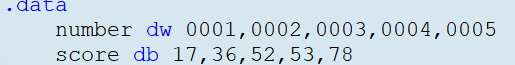 .data
number dw 0001,0002,0003,0004,0005
score db 17,36,52,53,78